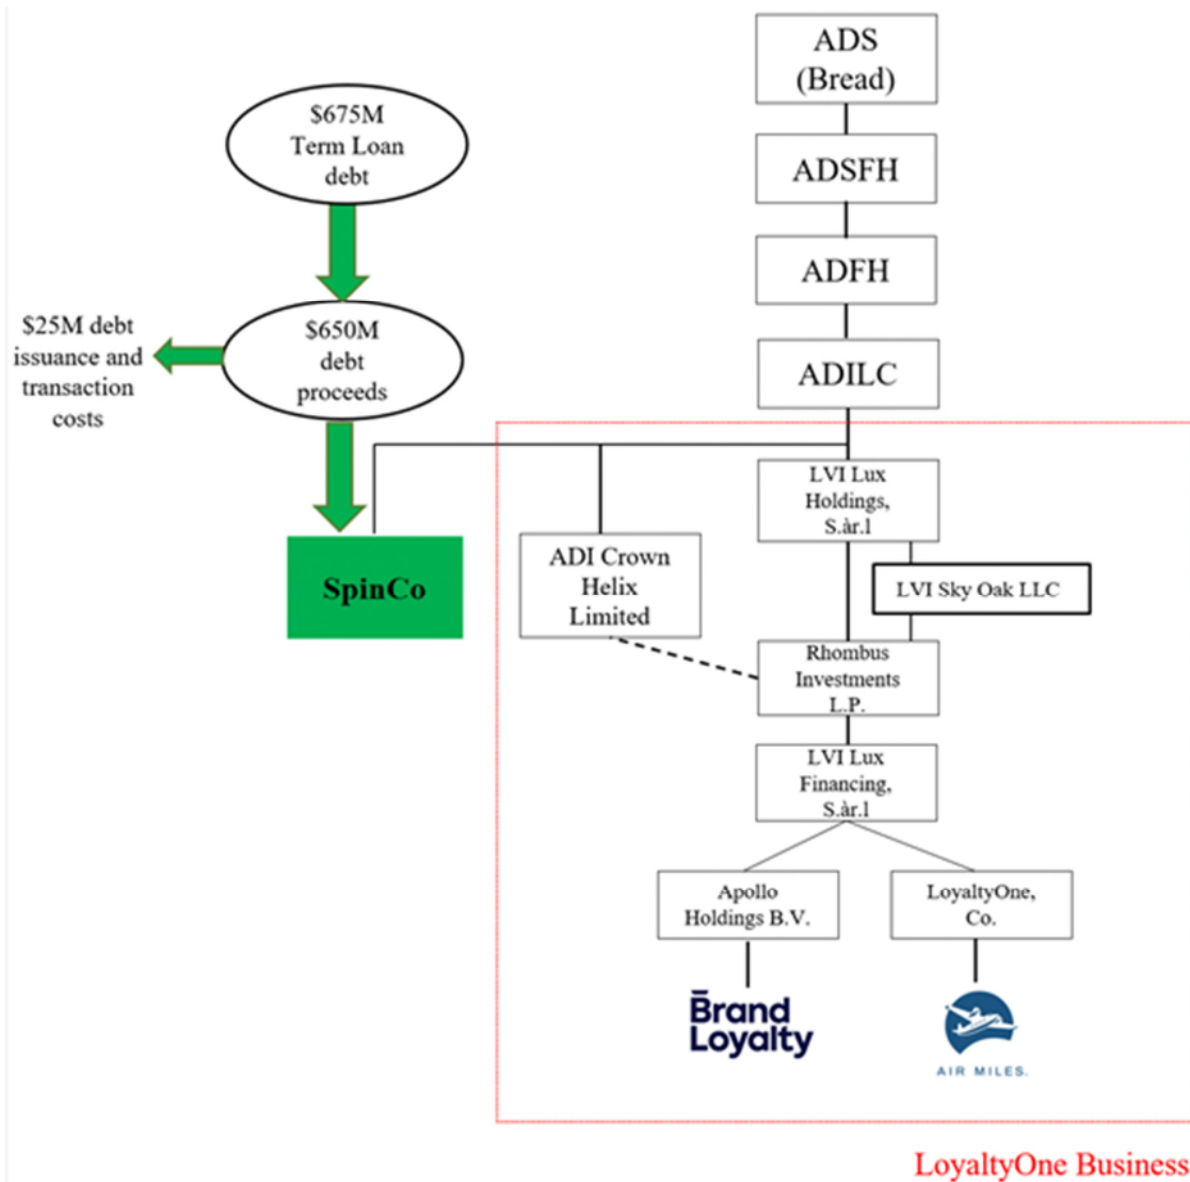 ADS
(Bread)
$675M
Term Loan
debt
ADSFH
ADFH
$25M debt
issuance and
transaction
costs
$650M
debt
proceeds
ADILC
LVI Lux
Holdings,
S.àr.l
SpinCo
ADI Crown
Helix
Limited
LVI Sky Oak LLC
Rhombus
Investments
L.P.
LVI Lux
Financing,
S.àr.l
Apollo
Holdings B.V.
LoyaltyOne,
Co.
Brand
Loyalty
AIR MILES.
LoyaltyOne Business